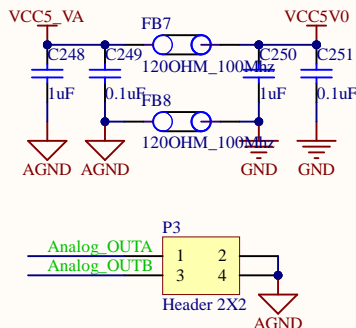 VCC5_VA
FB7
VCC5V0
C248
C249
C250
C251
120OHM_100Mhz
1uF
0.1uF
1uF
0.1uF
FB8
120OHM_100Mhz
AGND
AGND
GND
GND
P3
Analog_OUTA
1
2
Analog_OUTB
3
4
Header 2X2
AGND